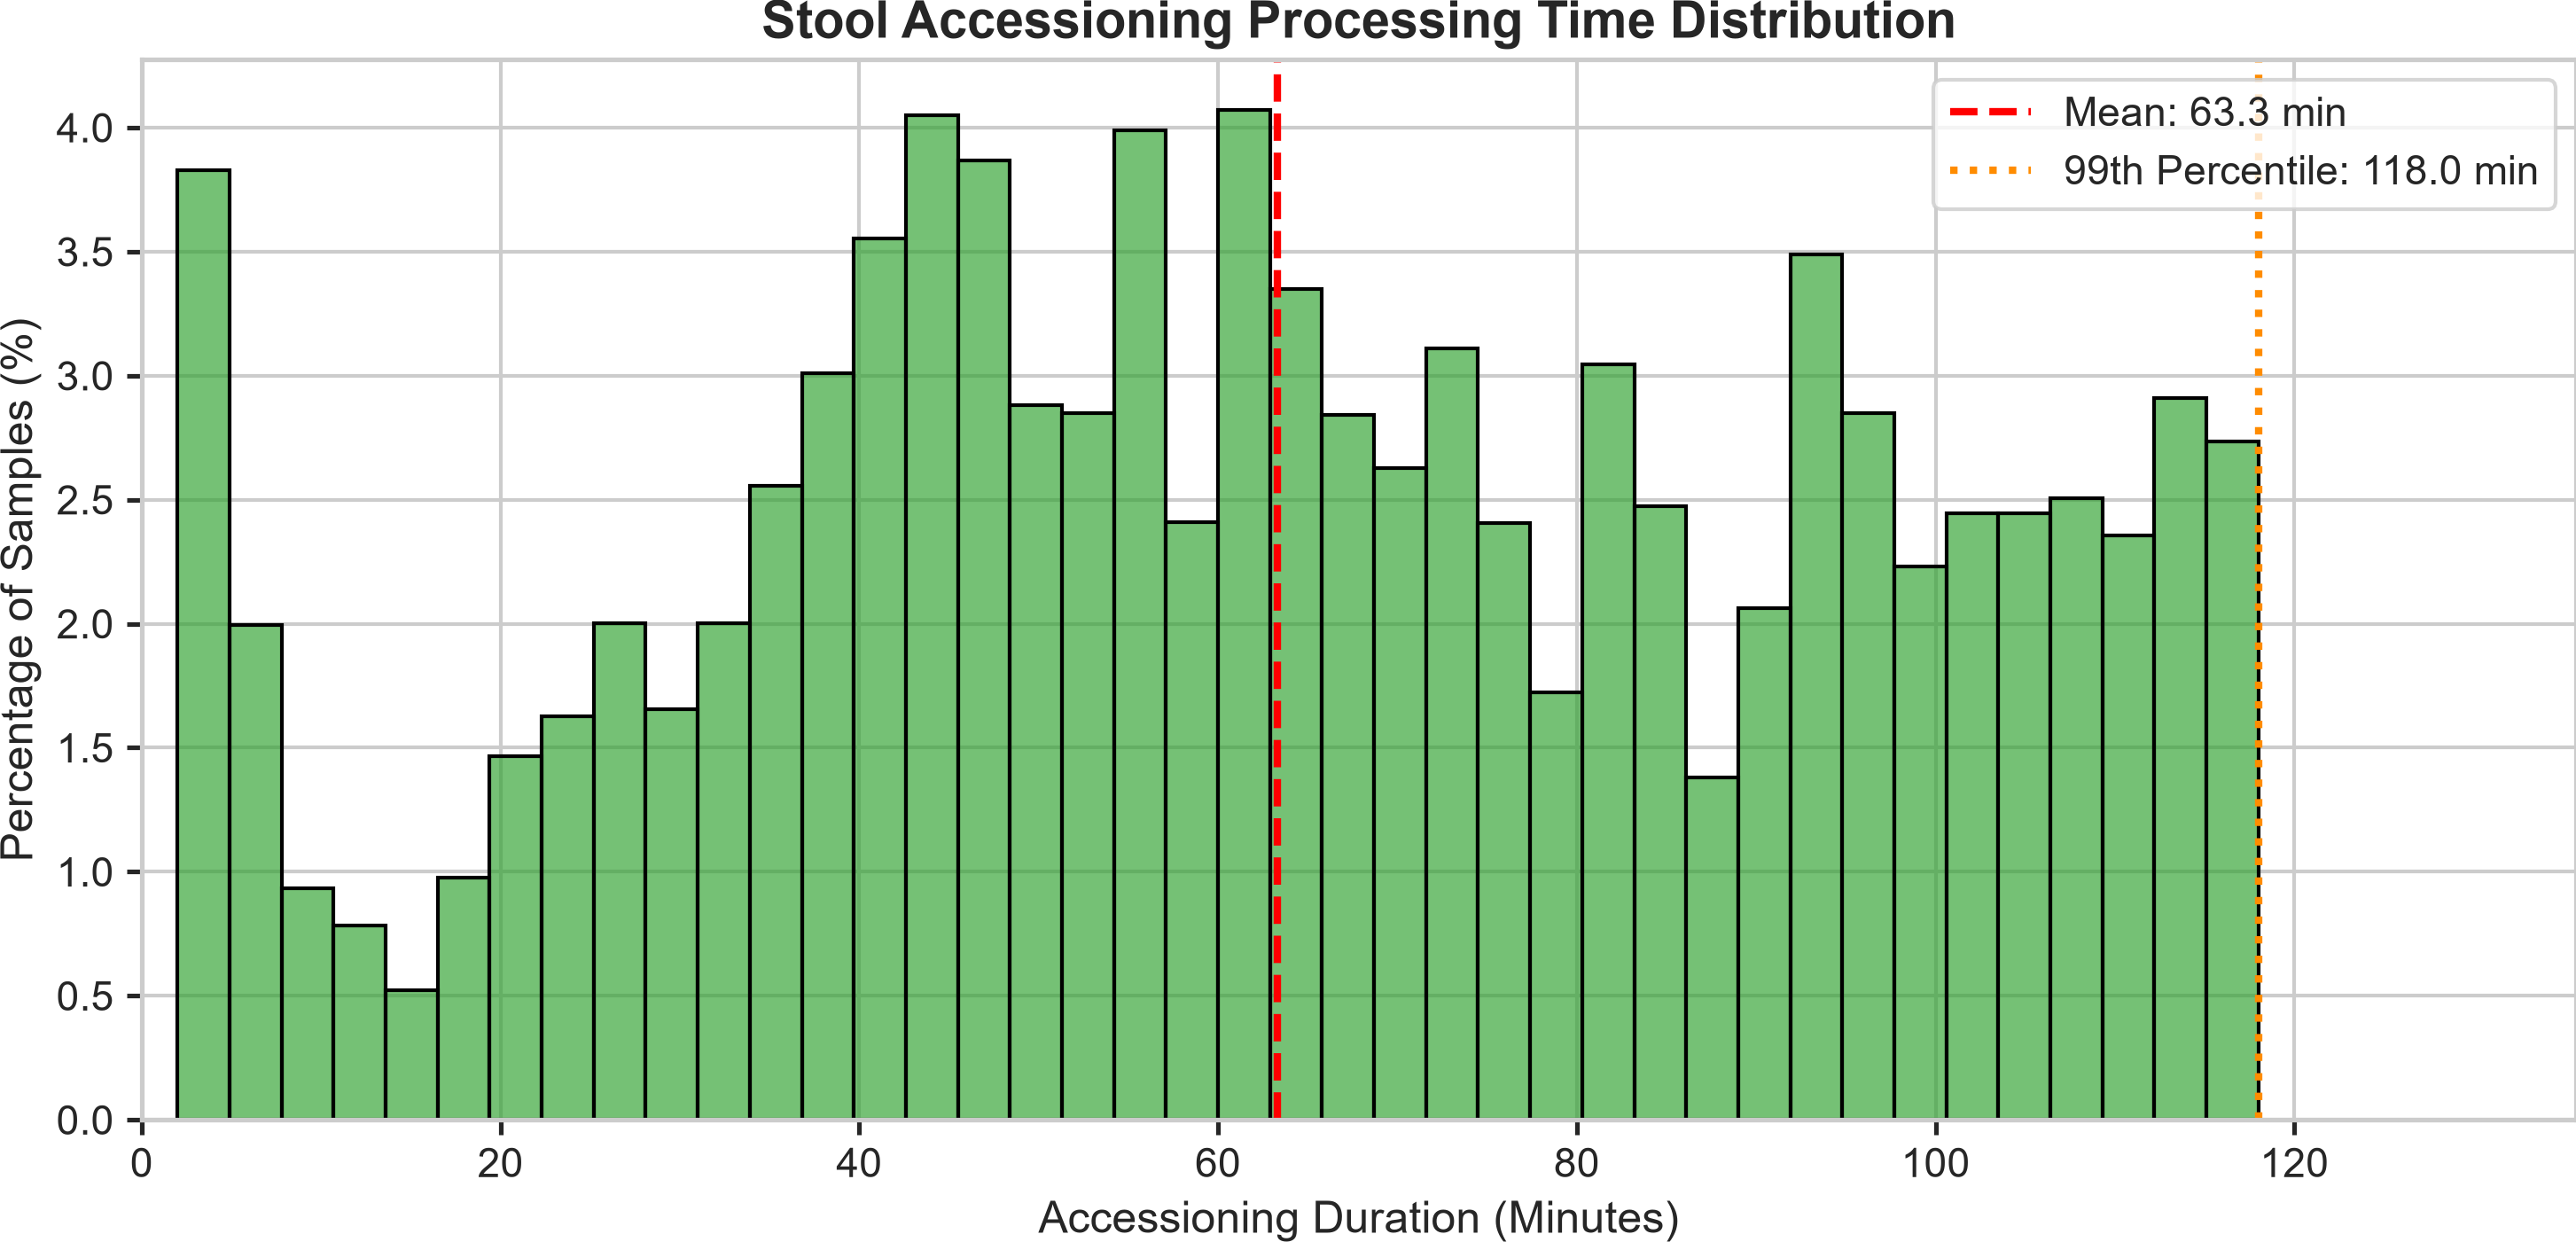 Stool Accessioning Processing Time Distribution
Mean: 63.3 min
99th Percentile: 118.0 min
Percentage of Samples (%)
4.0
3.5
3.0
2.5
2.0
1.5
1.0
0.5
0.0
0 20 40 60 80 100 120
Accessioning Duration (Minutes)